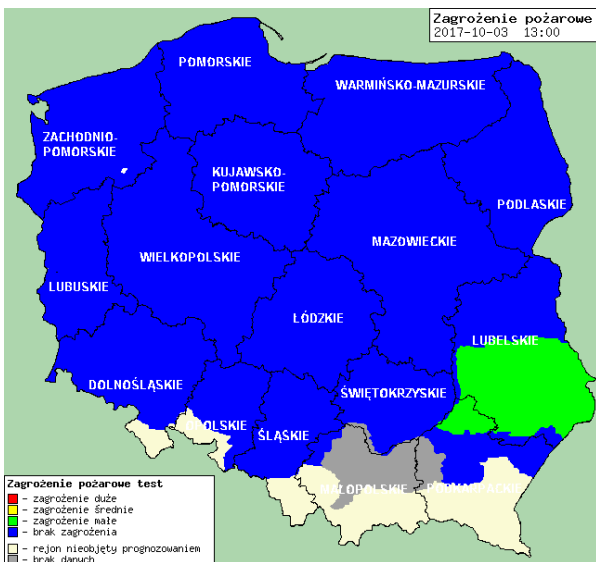 Zagrożenie pożarowe
2017-10-03 13:00
POMORSKIE
WARMIŃSKO-MAZURSKIE
ZACHODNIO-
POMORSKIE
KUJAWSKO-
POMORSKIE
PODLASKIE
MAZOWIECKIE
WIELKOPOLSKIE
LUBUSKIE
ŁÓDZKIE
LUBELSKIE
DOLNOŚLĄSKIE
ŚWIĘTOKRZYSKIE
OPOLSKIE
ŚLĄSKIE
MAŁOPOLSKIE
PODKARPACKIE
Zagrożenie pożarowe test
- zagrożenie duże
- zagrożenie średnie
- zagrożenie małe
- brak zagrożenia
- rejon nieobjęty prognozowaniem
- brak danych